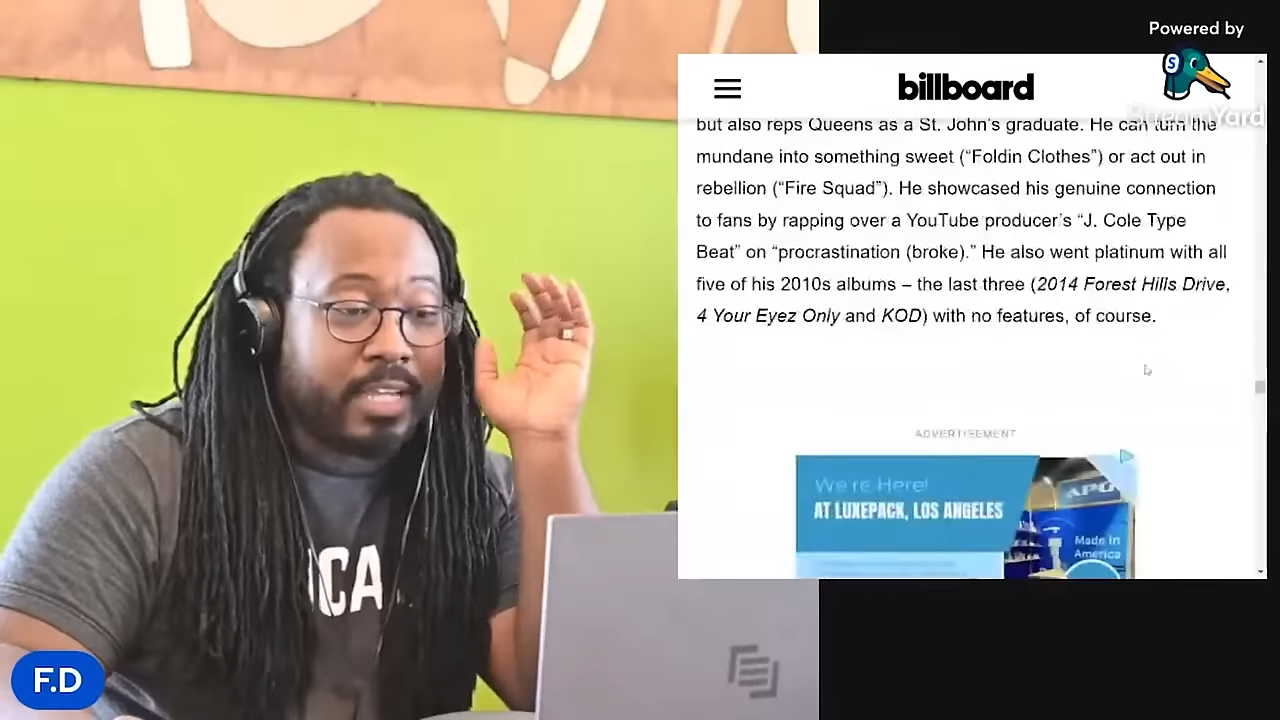 Powered by
S
StreamYard
billboard
but also reps Queens as a St. John's graduate. He can turn the
mundane into something sweet (“Foldin Clothes”) or act out in
rebellion (“Fire Squad”). He showcased his genuine connection
to fans by rapping over a YouTube producer's “J. Cole Type
Beat” on “procrastination (broke).” He also went platinum with all
five of his 2010s albums – the last three (2014 Forest Hills Drive,
4 Your Eyez Only and KOD) with no features, of course.
ADVERTISEMENT
We're Here!
AT LUXEPACK, LOS ANGELES
Made in
America
F.D